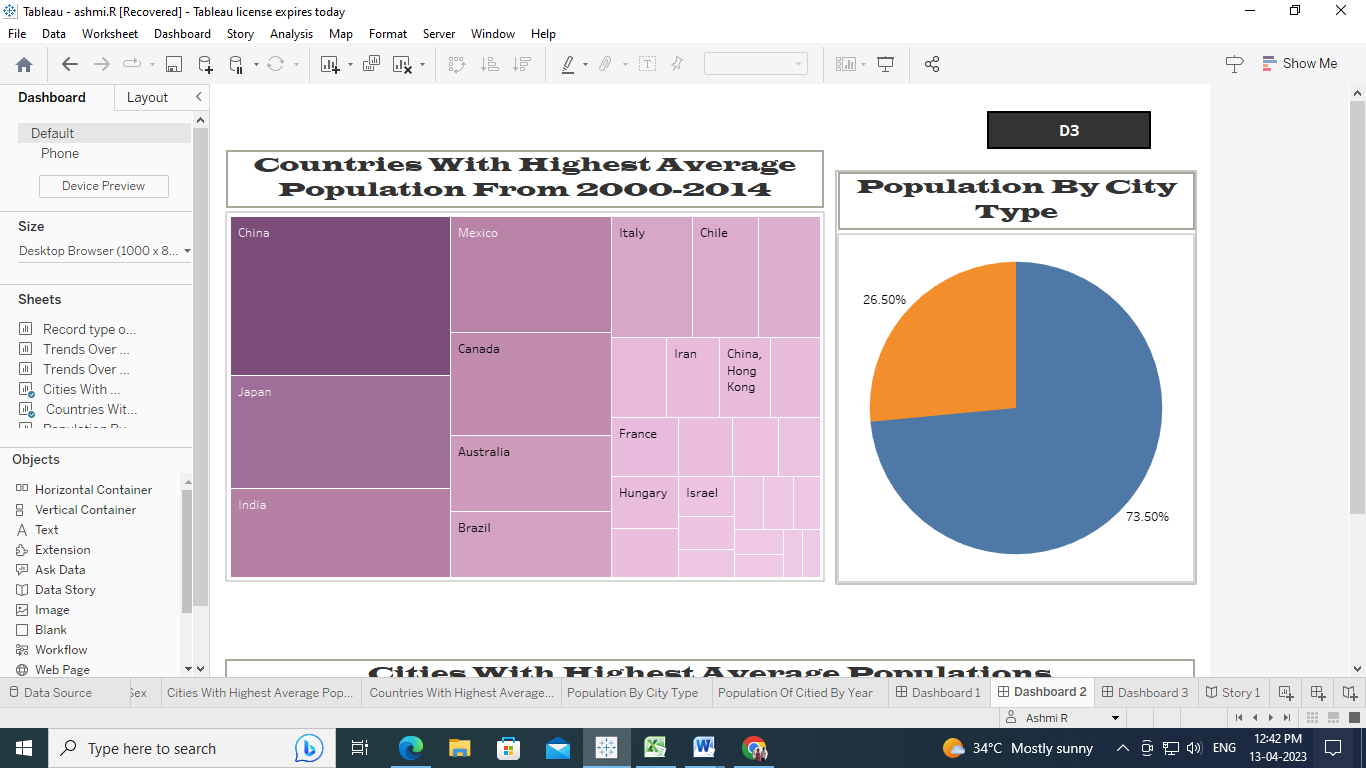 Tableau - ashmi.R [Recovered] - Tableau license expires today
File Data Worksheet Dashboard Story Analysis Map Format Server Window Help
Show Me
Dashboard Layout
Default
Phone
Device Preview
Size
Desktop Browser (1000 x 8...
Sheets
Record type o...
Trends Over ...
Trends Over ...
Cities With ...
Countries Wit...
Objects
Horizontal Container
Vertical Container
Text
Extension
Ask Data
Data Story
Image
Blank
Workflow
Web Page
D3
Countries With Highest Average
Population From 2000-2014
China
Japan
India
Mexico
Canada
Australia
Brazil
Italy
Chile
Iran
China,
Hong
Kong
France
Hungary
Israel
Population By City
Type
26.50%
73.50%
Cities With Highest Average Populations
Data Source Sex Cities With Highest Average Pop... Countries With Highest Average... Population By City Type Population Of Citied By Year Dashboard 1 Dashboard 2 Dashboard 3 Story 1
Ashmi R
Type here to search
34°C Mostly sunny
ENG
12:42 PM
13-04-2023